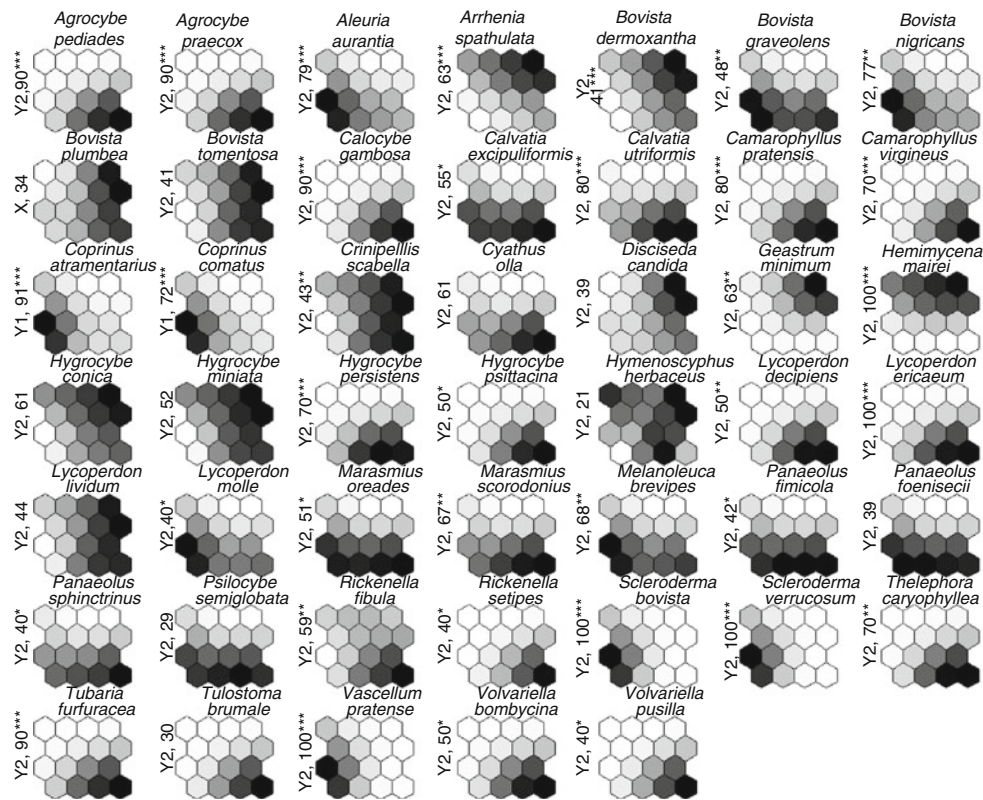 Agrocybe pediades
Y2,90***
Agrocybe praecox
Y2, 90***
Aleuria aurantia
Y2, 79***
Arrhenia spathulata
Y2, 63***
Bovista dermoxantha
Y2, 41***
Bovista graveolens
Y2, 48**
Bovista nigricans
Y2, 77**
Bovista plumbea
X, 34
Bovista tomentosa
Y2, 41
Calocybe gambosa
Y2, 90***
Calvatia excipuliformis
Y2, 55*
Calvatia utriformis
Y2, 80***
Camarophyllus pratensis
Y2, 80***
Camarophyllus virgineus
Y2, 70***
Coprinus atramentarius
Y1, 91***
Coprinus comatus
Y1, 72***
Crinipelllis scabella
Y2, 43**
Cyathus olla
Y2, 61
Disciseda candida
Y2, 39
Geastrum minimum
Y2, 63**
Hemimycena mairei
Y2, 100***
Hygrocybe conica
Y2, 61
Hygrocybe miniata
Y2, 52
Hygrocybe persistens
Y2, 70***
Hygrocybe psittacina
Y2, 50*
Hymenoscyphus herbaceus
Y2, 21
Lycoperdon decipiens
Y2, 50**
Lycoperdon ericaeum
Y2, 100***
Lycoperdon lividum
Y2, 44
Lycoperdon molle
Y2,40*
Marasmius oreades
Y2, 51*
Marasmius scorodonius
Y2, 67**
Melanoleuca brevipes
Y2, 68**
Panaeolus fimicola
Y2, 42*
Panaeolus foenisecii
Y2, 39
Panaeolus sphinctrinus
Y2, 40*
Psilocybe semiglobata
Y2, 29
Rickenella fibula
Y2, 59**
Rickenella setipes
Y2, 40*
Scleroderma bovista
Y2, 100***
Scleroderma verrucosum
Y2, 100***
Thelephora caryophyllea
Y2, 70**
Tubaria furfuracea
Y2, 90***
Tulostoma brumale
Y2, 30
Vascellum pratense
Y2, 100***
Volvariella bombycina
Y2, 50*
Volvariella pusilla
Y2, 40*